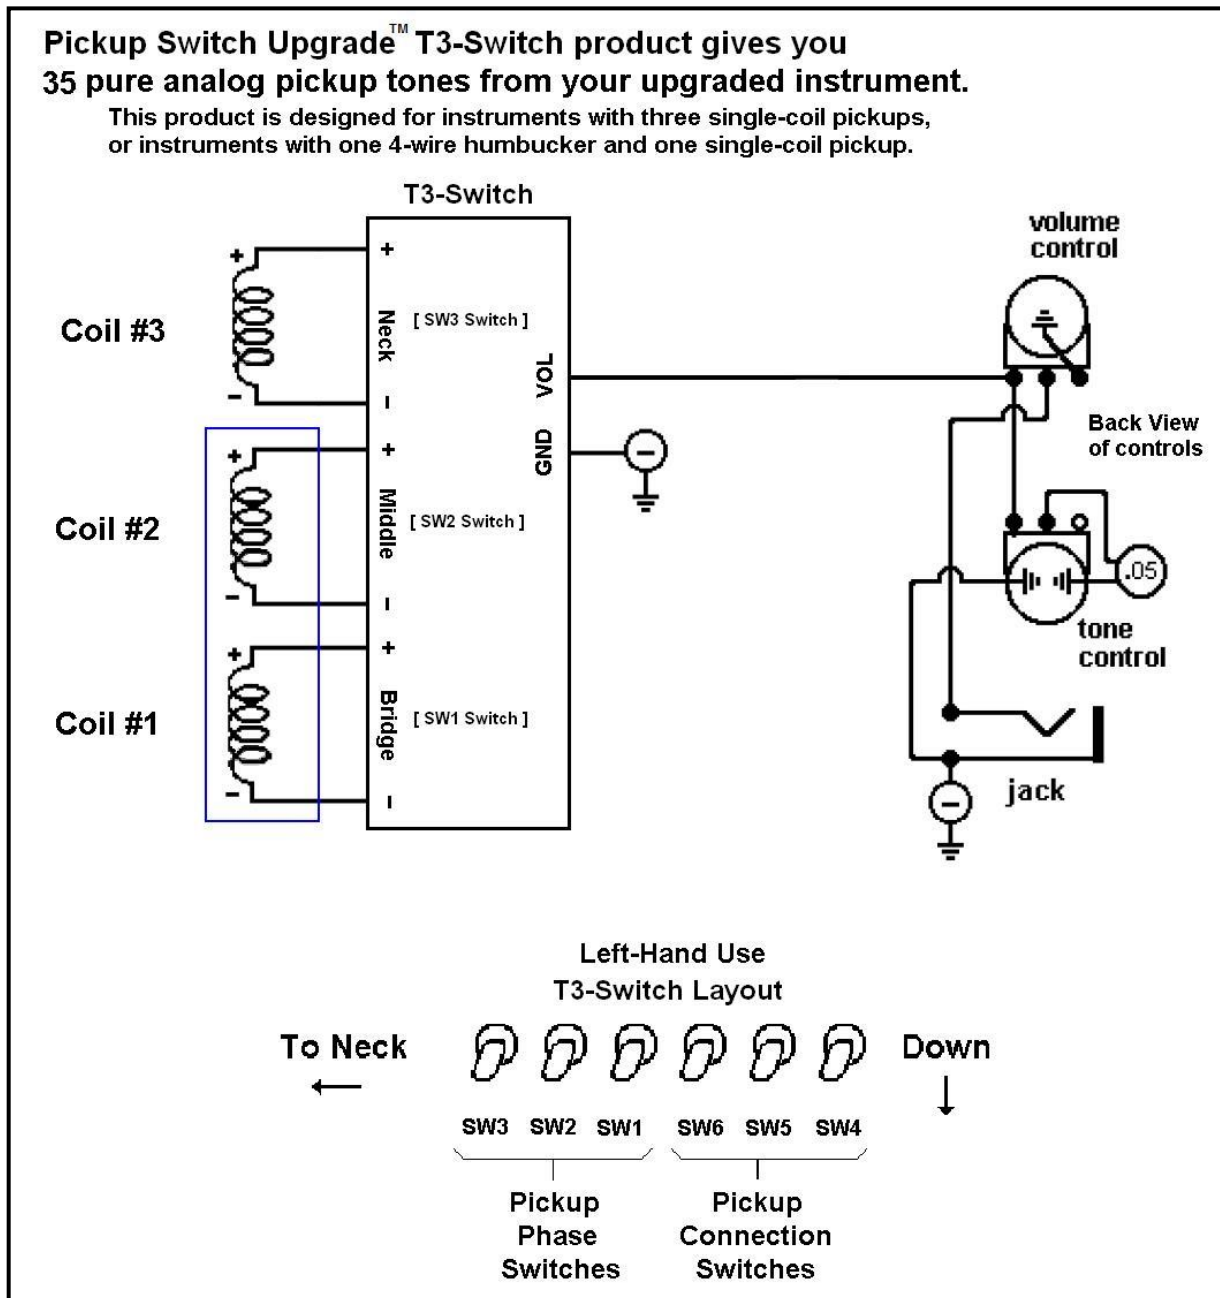 Pickup Switch Upgrade™ T3-Switch product gives you
35 pure analog pickup tones from your upgraded instrument.
This product is designed for instruments with three single-coil pickups,
or instruments with one 4-wire humbucker and one single-coil pickup.
T3-Switch
Coil #3
+
-
+
Neck
-
[ SW3 Switch ]
Coil #2
+
-
+
Middle
-
[ SW2 Switch ]
Coil #1
+
-
+
Bridge
-
[ SW1 Switch ]
VOL
GND
-
volume
control
Back View
of controls
.05
tone
control
jack
-
Left-Hand Use
T3-Switch Layout
To Neck
Down
SW3 SW2 SW1 SW6 SW5 SW4
Pickup
Phase
Switches
Pickup
Connection
Switches